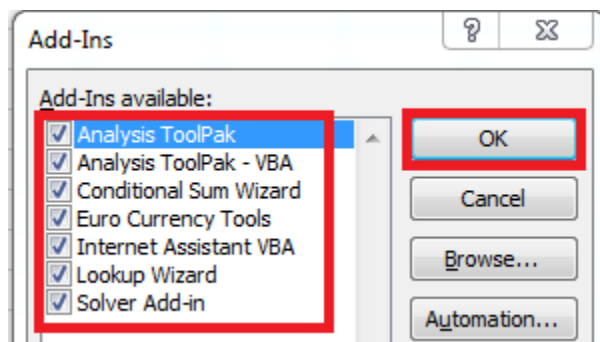 Add-Ins
Add-Ins available:
Analysis ToolPak
Analysis ToolPak - VBA
Conditional Sum Wizard
Euro Currency Tools
Internet Assistant VBA
Lookup Wizard
Solver Add-in
OK
Cancel
Browse...
Automation...